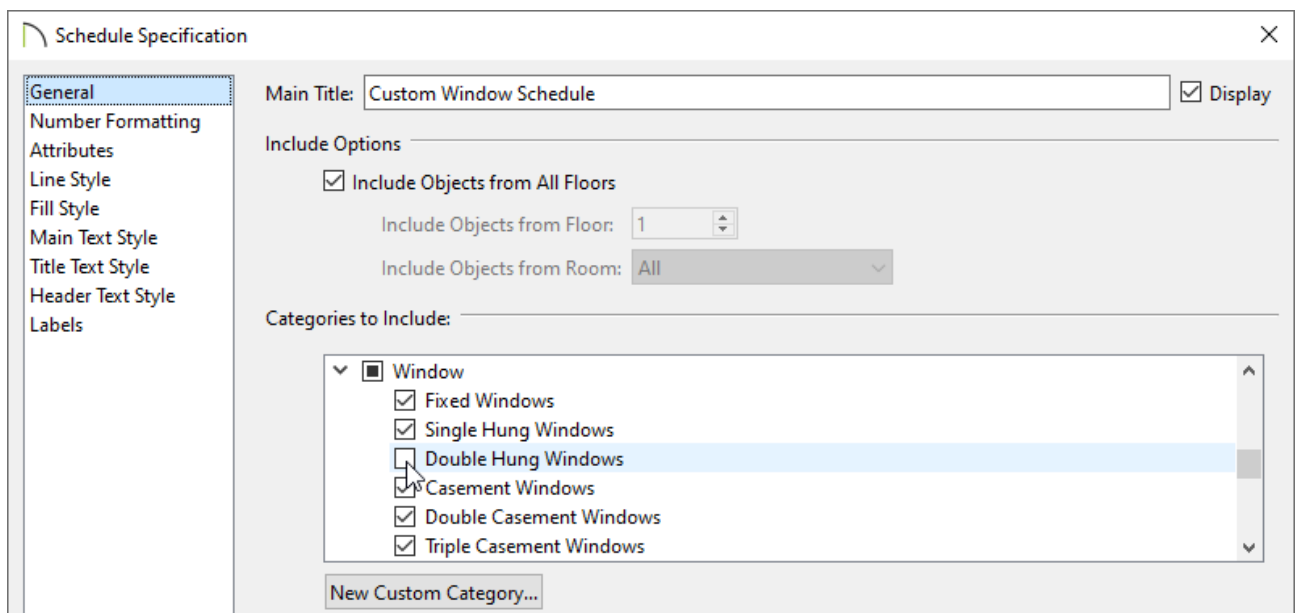 Schedule Specification
General
Number Formatting
Attributes
Line Style
Fill Style
Main Text Style
Title Text Style
Header Text Style
Labels
Main Title: Custom Window Schedule Display
Include Options
Include Objects from All Floors
Include Objects from Floor: 1
Include Objects from Room: All
Categories to Include:
Window
Fixed Windows
Single Hung Windows
Double Hung Windows
Casement Windows
Double Casement Windows
Triple Casement Windows
New Custom Category...